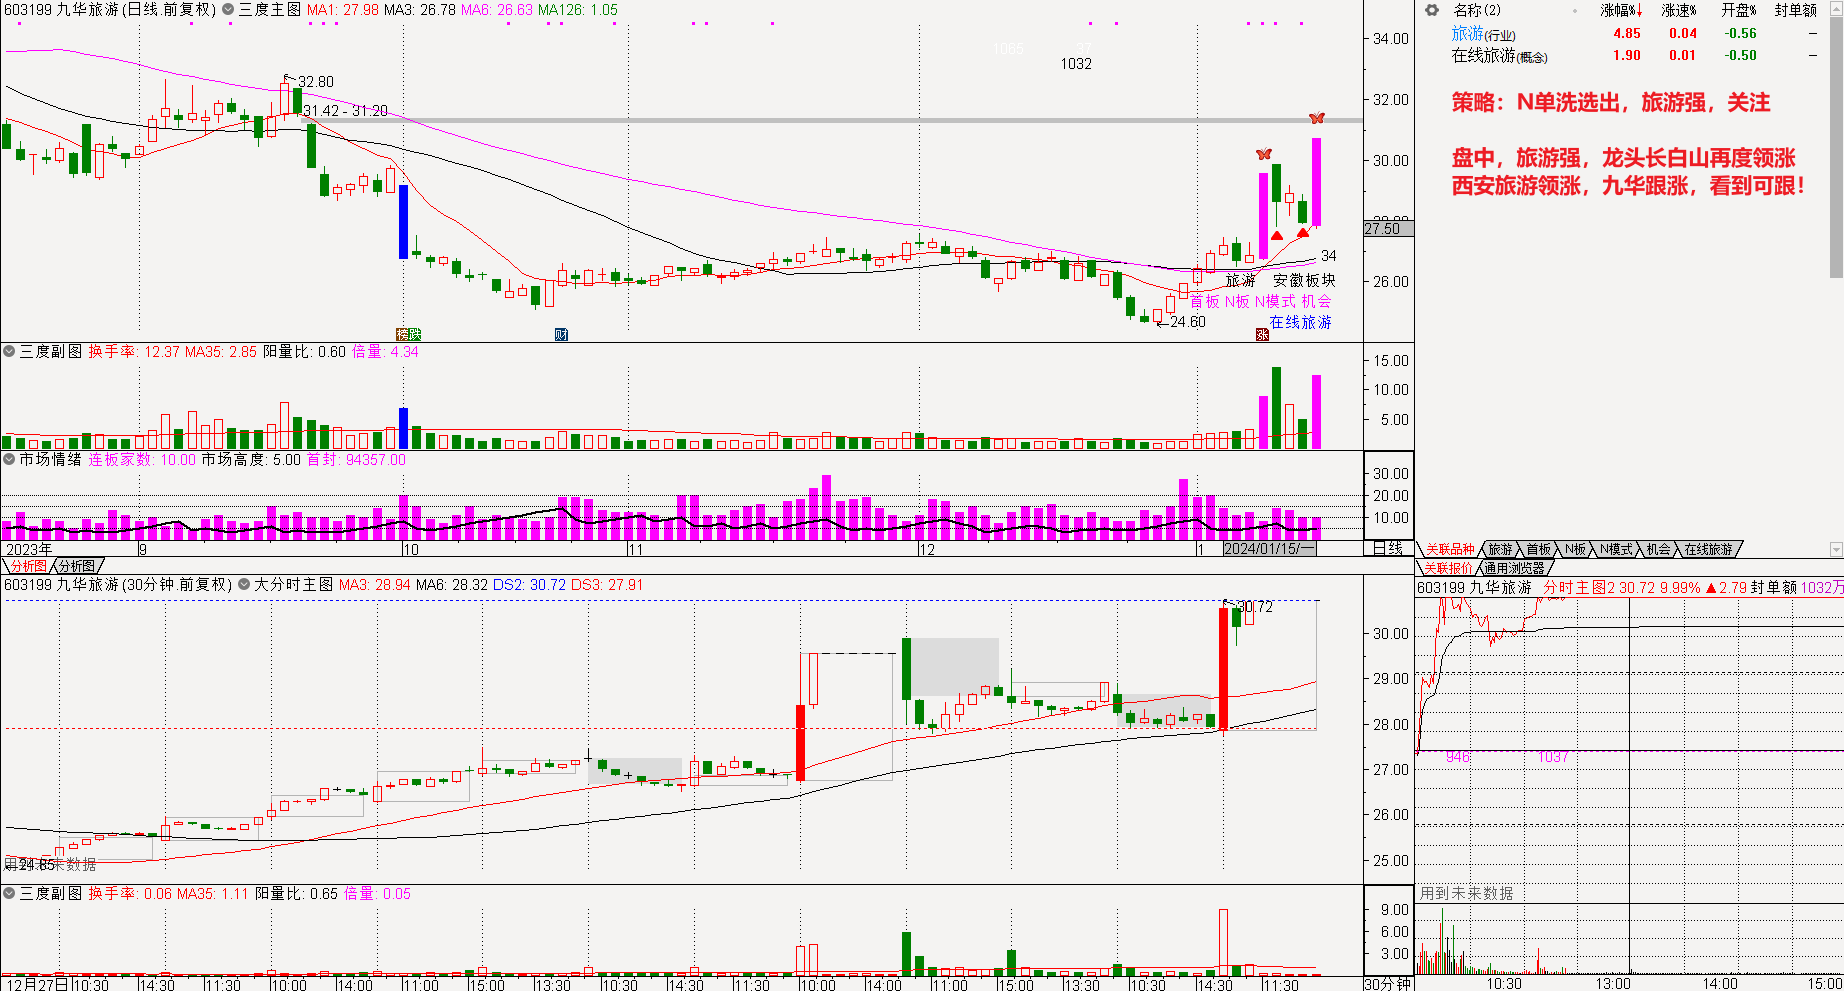 603199 九华旅游(日线.前复权) 三度主图 MA1: 27.98 MA3: 26.78 MA6: 26.63 MA126: 1.05
1085 37
1032
34.00
32.80
31.42 - 31.20
32.00
30.00
27.50
34
26.00
旅游 安徽板块
首板 N板 N模式 机会
←24.60 在线旅游
榜 跌 财 涨
三度副图 换手率: 12.37 MA35: 2.85 阳量比: 0.60 倍量: 4.34
15.00
10.00
5.00
市场情绪 连板家数: 10.00 市场高度: 5.00 首封: 94357.00
30.00
20.00
10.00
2023年 9 10 11 12 1 2024/01/15/一 日线
分析图 分析图
603199 九华旅游(30分钟.前复权) 大分时主图 MA3: 28.94 MA6: 28.32 DS2: 30.72 DS3: 27.91
30.72
30.00
29.00
28.00
27.00
26.00
25.00
←24.85
用到未来数据
三度副图 换手率: 0.06 MA35: 1.11 阳量比: 0.65 倍量: 0.05
9.00
6.00
3.00
12月27日 10:30 14:30 11:30 10:00 14:00 11:00 15:00 13:30 10:30 14:30 11:30 10:00 14:00 11:00 15:00 13:30 10:30 14:30 11:30 30分钟
名称(2) 涨幅%↓ 涨速% 开盘% 封单额
旅游(行业) 4.85 0.04 -0.56 –
在线旅游(概念) 1.90 0.01 -0.50 –
策略：N单洗选出，旅游强，关注
盘中，旅游强，龙头长白山再度领涨
西安旅游领涨，九华跟涨，看到可跟！
关联品种 旅游 首板 N板 N模式 机会 在线旅游
关联报价 通用浏览器
603199 九华旅游 分时主图2 30.72 9.99% ▲2.79 封单额 1032万
946 1037
用到未来数据
10:30 13:00 14:00 15:00